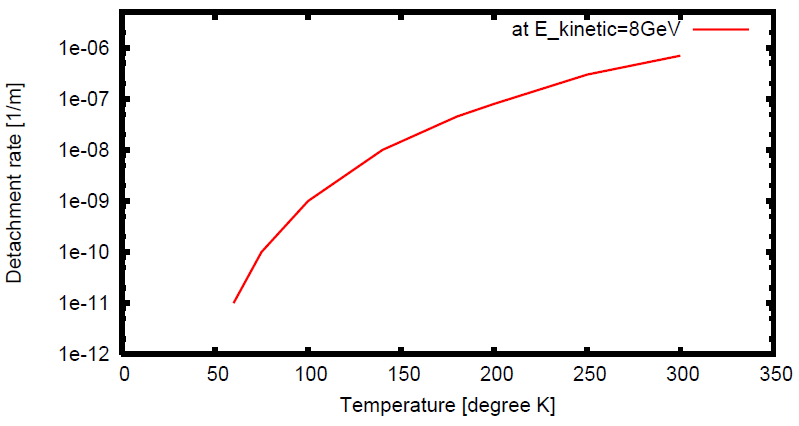 at E_kinetic=8GeV
1e-06
1e-07
1e-08
1e-09
1e-10
1e-11
1e-12
Detachment rate [1/m]
0 50 100 150 200 250 300 350
Temperature [degree K]